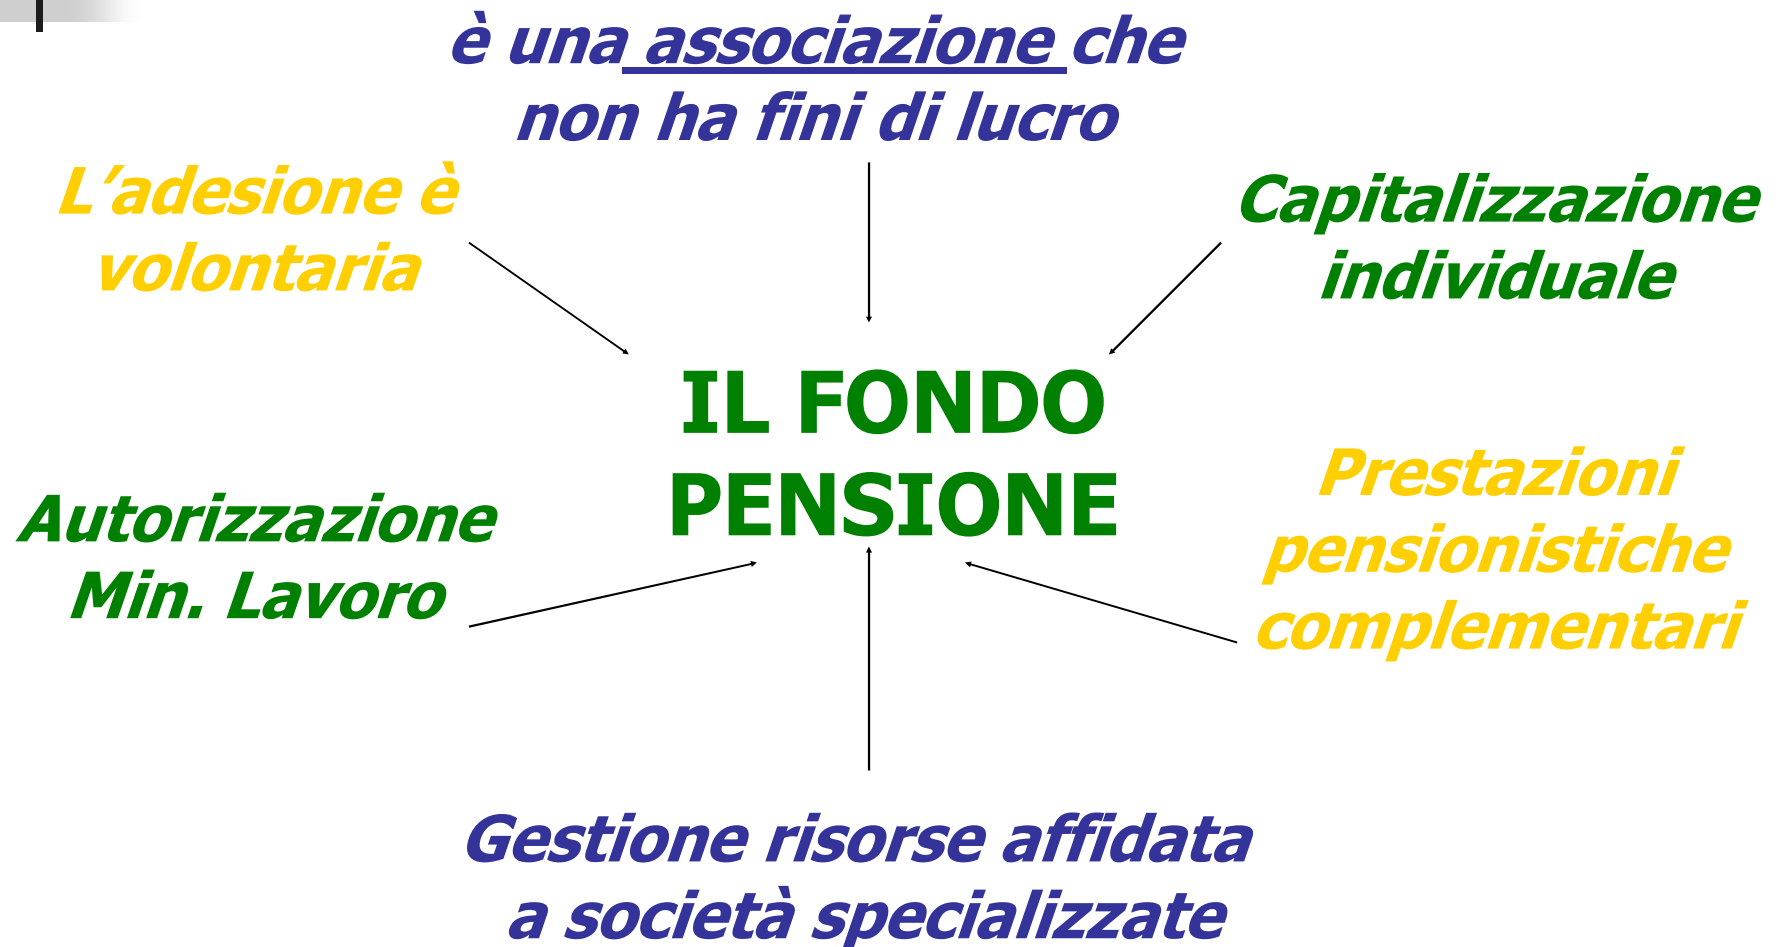 è una associazione che
non ha fini di lucro
L’adesione è
volontaria
Capitalizzazione
individuale
IL FONDO
PENSIONE
Autorizzazione
Min. Lavoro
Prestazioni
pensionistiche
complementari
Gestione risorse affidata
a società specializzate